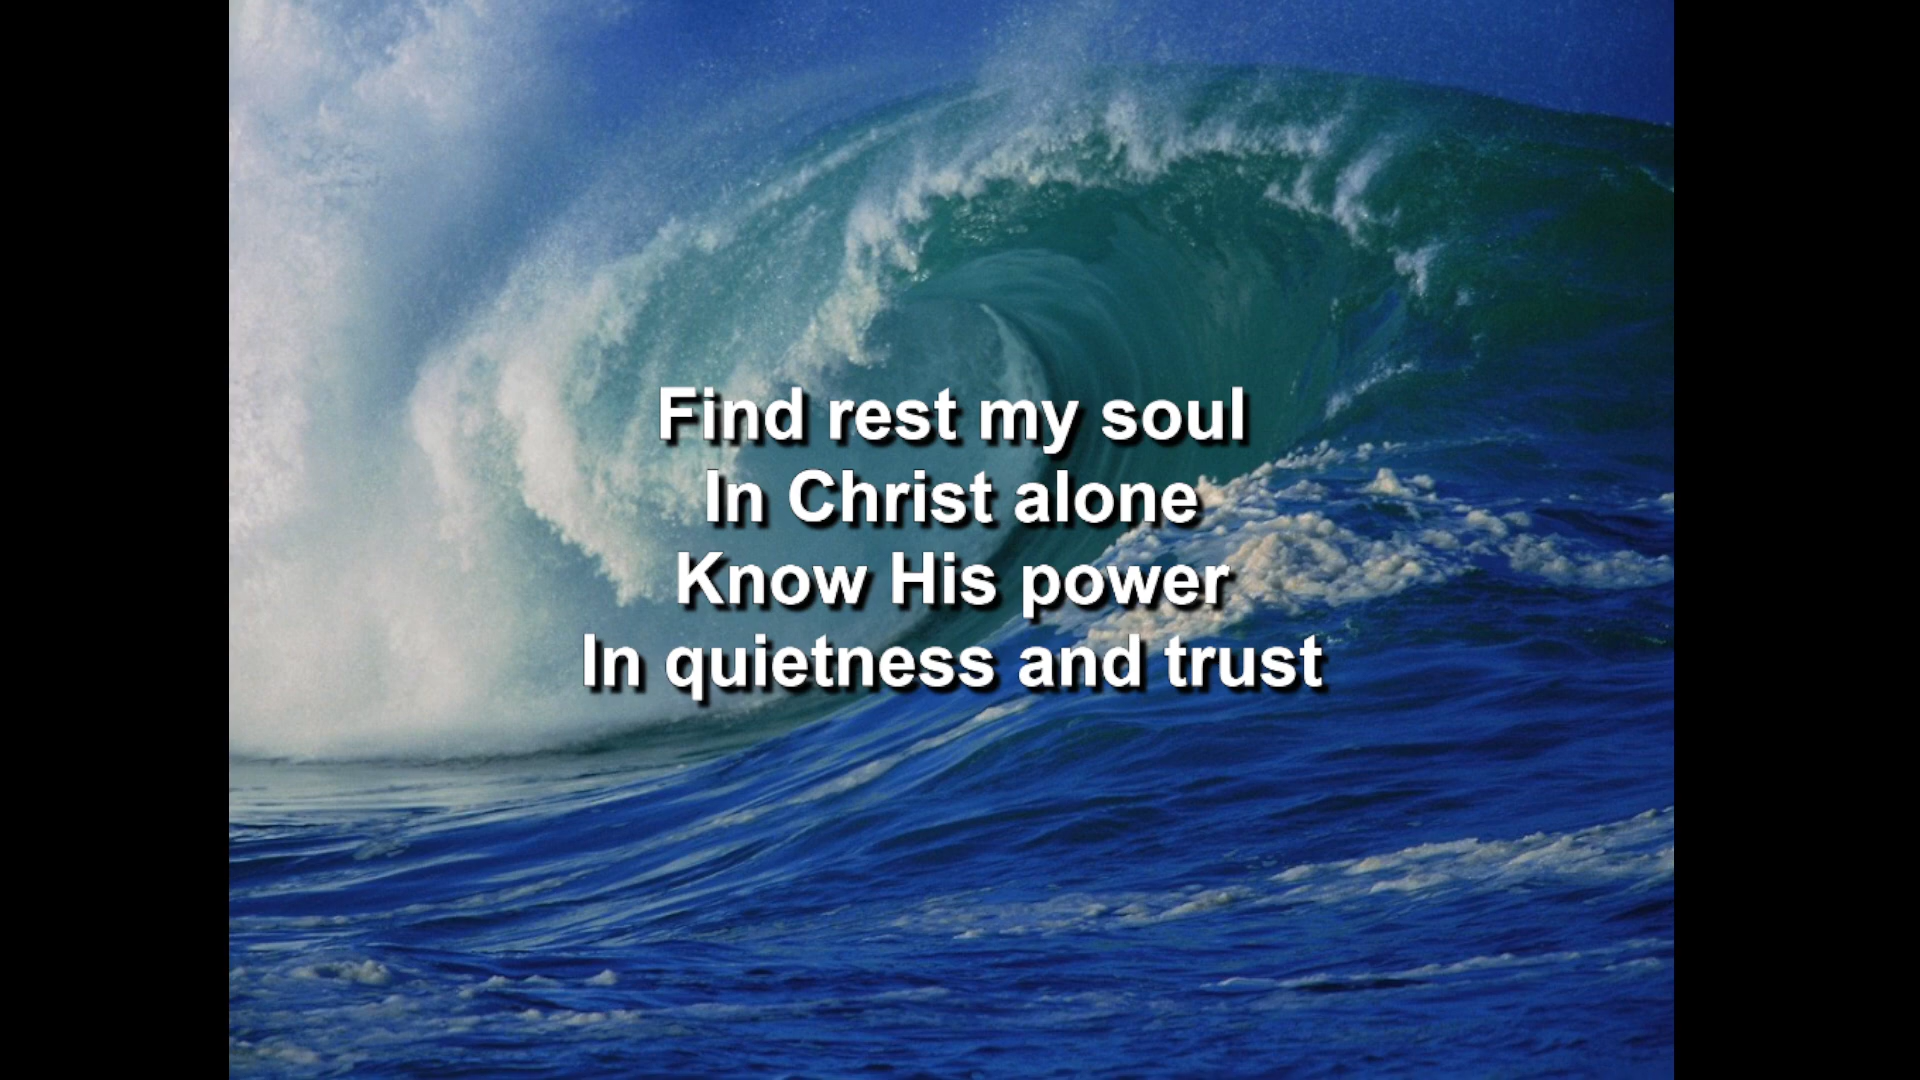 Find rest my soul
In Christ alone
Know His power
In quietness and trust